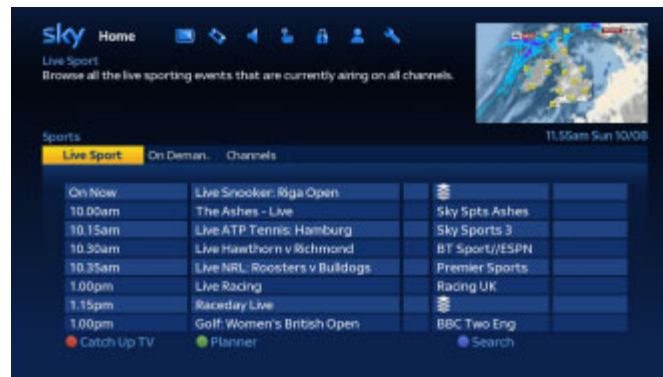 sky Home
Live Sport
Browse all the live sporting events that are currently airing on all channels.
Sports 11.55am Sun 10/08
Live Sport On Deman.. Channels
On Now Live Snooker: Riga Open
10.00am The Ashes - Live Sky Spts Ashes
10.15am Live ATP Tennis: Hamburg Sky Sports 3
10.30am Live Hawthorn v Richmond BT Sport//ESPN
10.35am Live NRL: Roosters v Bulldogs Premier Sports
1.00pm Live Racing Racing UK
1.15pm Raceday Live
1.00pm Golf: Women's British Open BBC Two Eng
Catch Up TV Planner Search